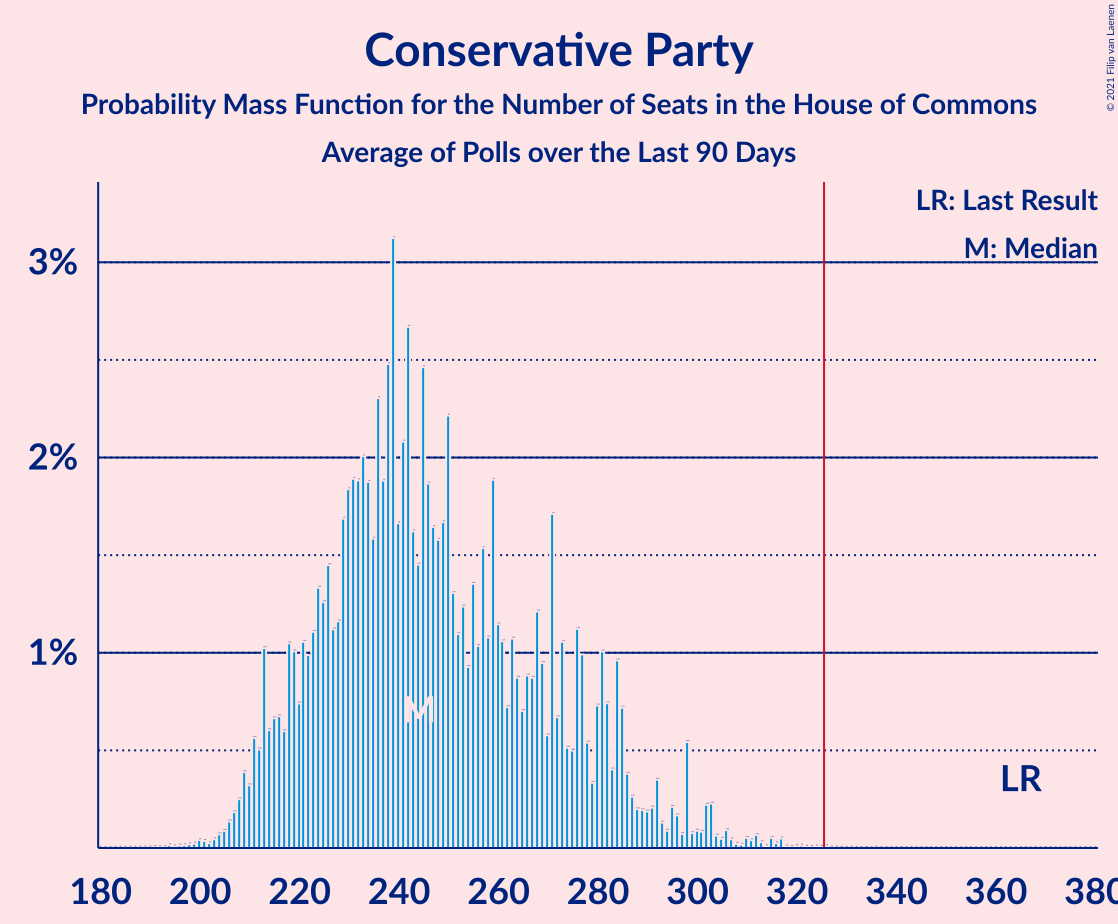 Conservative Party
Probability Mass Function for the Number of Seats in the House of Commons
Average of Polls over the Last 90 Days
© 2021 Filip van Laenen
LR: Last Result
M: Median
3%
2%
1%
M
LR
180 200 220 240 260 280 300 320 340 360 380